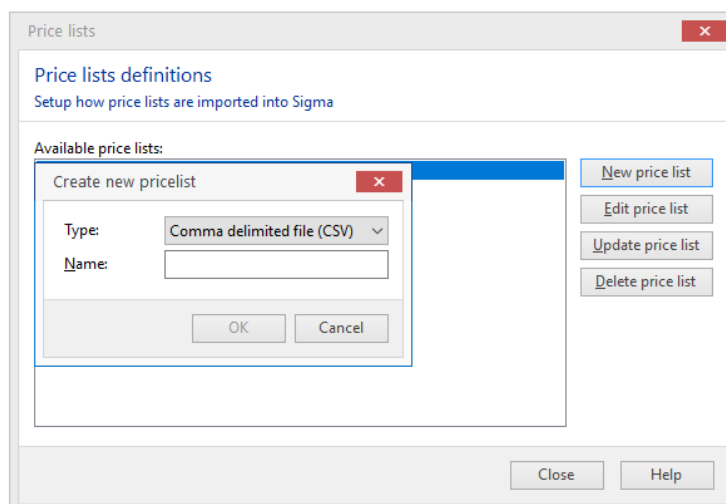 Price lists
Price lists definitions
Setup how price lists are imported into Sigma
Available price lists:
Create new pricelist
Type:
Comma delimited file (CSV)
Name:
OK
Cancel
New price list
Edit price list
Update price list
Delete price list
Close
Help